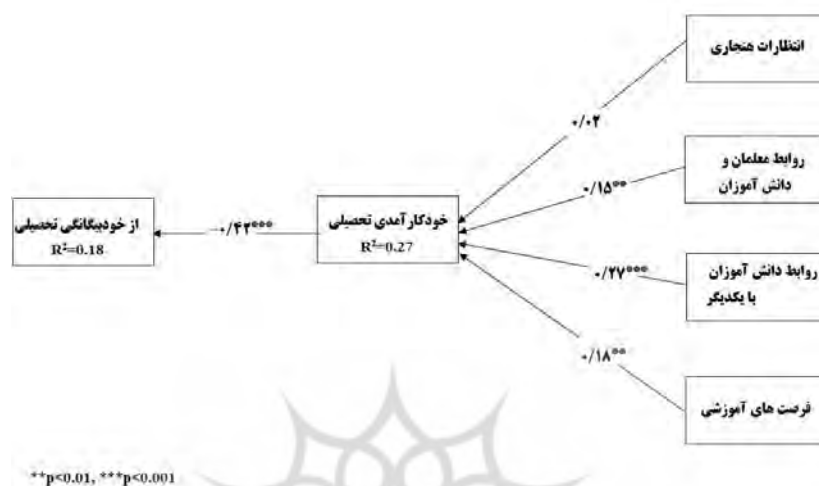 انتظارات هنجاری
۰/۰۲
روابط معلمان و
دانش آموزان
۰/۱۵**
خودکارآمدی تحصیلی
R²=0.27
-۰/۴۲***
از خودبیگانگی تحصیلی
R²=0.18
روابط دانش آموزان
با یکدیگر
۰/۲۷***
فرصت های آموزشی
۰/۱۸**
**p<0.01, ***p<0.001